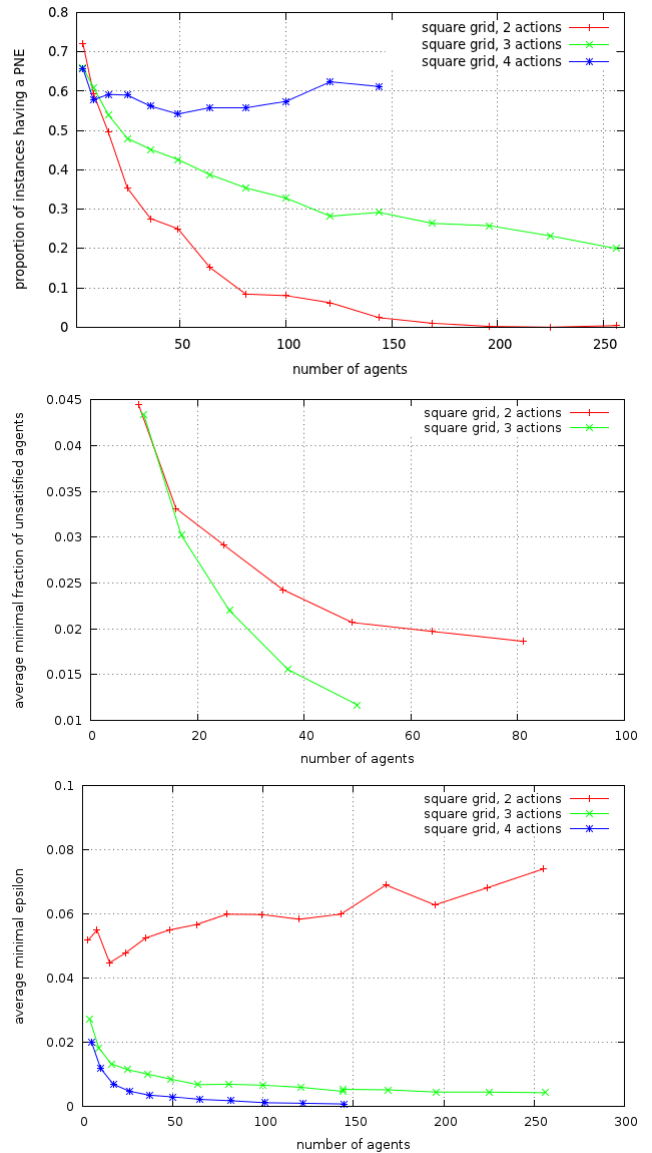 proportion of instances having a PNE
0.8
0.7
0.6
0.5
0.4
0.3
0.2
0.1
0
square grid, 2 actions
square grid, 3 actions
square grid, 4 actions
50
100
150
200
250
number of agents
average minimal fraction of unsatisfied agents
0.045
0.04
0.035
0.03
0.025
0.02
0.015
0.01
square grid, 2 actions
square grid, 3 actions
0
20
40
60
80
100
number of agents
average minimal epsilon
0.1
0.08
0.06
0.04
0.02
0
square grid, 2 actions
square grid, 3 actions
square grid, 4 actions
0
50
100
150
200
250
300
number of agents